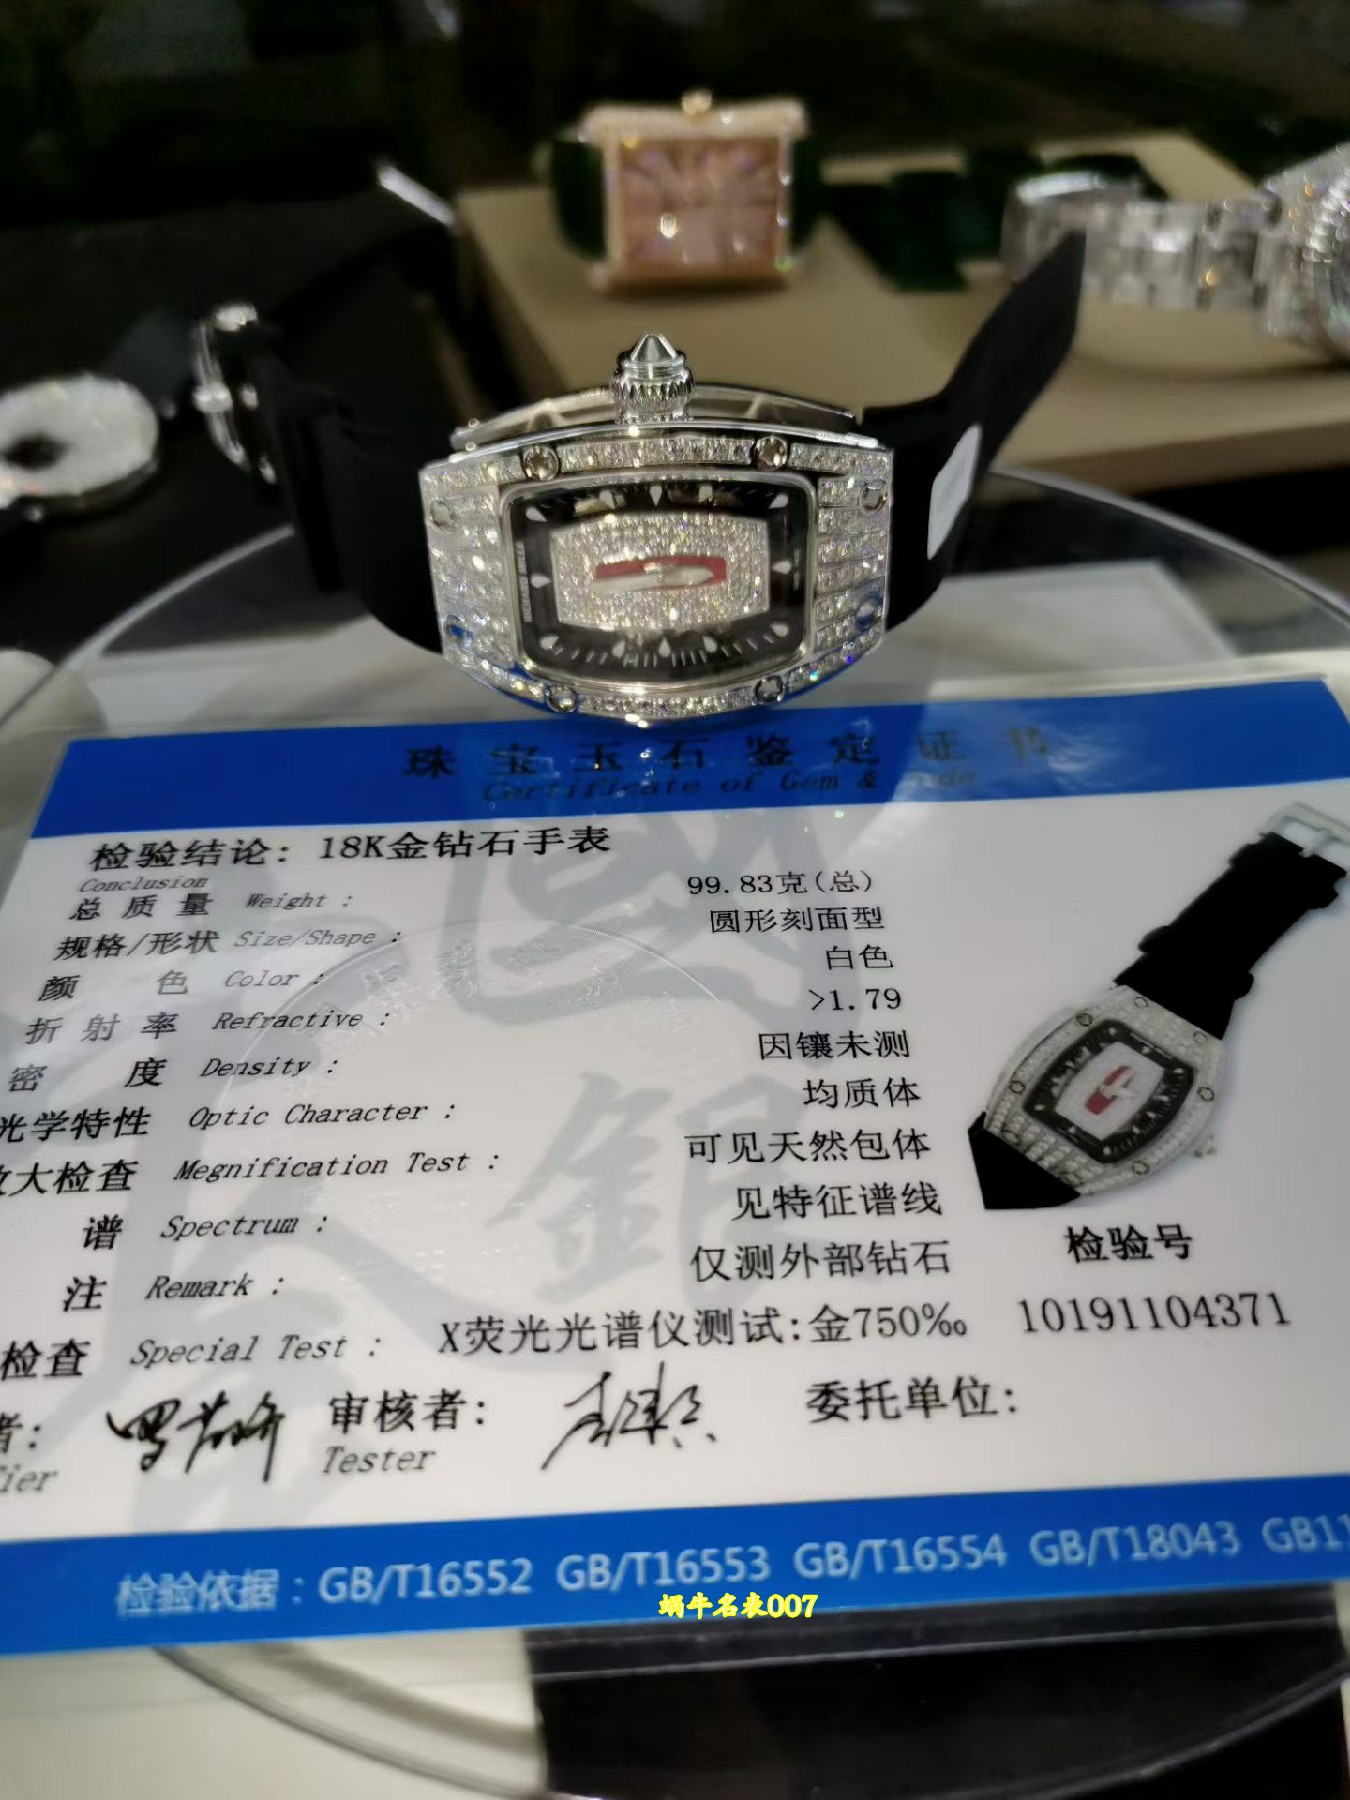 珠宝玉石鉴定证书
Certificate of Gem &
检验结论: 18K金钻石手表
Conclusion
总质量 Weight : 99.83克(总)
规格/形状 Size/Shape : 圆形刻面型
颜色 Color : 白色
折射率 Refractive : >1.79
密度 Density : 因镶未测
光学特性 Optic Character : 均质体
大检查 Megnification Test : 可见天然包体
谱 Spectrum : 见特征谱线
注 Remark : 仅测外部钻石
检查 Special Test : X荧光光谱仪测试:金750‰
检验号
10191104371
者: 审核者: 委托单位:
Tester
检验依据: GB/T16552 GB/T16553 GB/T16554 GB/T18043 GB11
蜗牛名表007